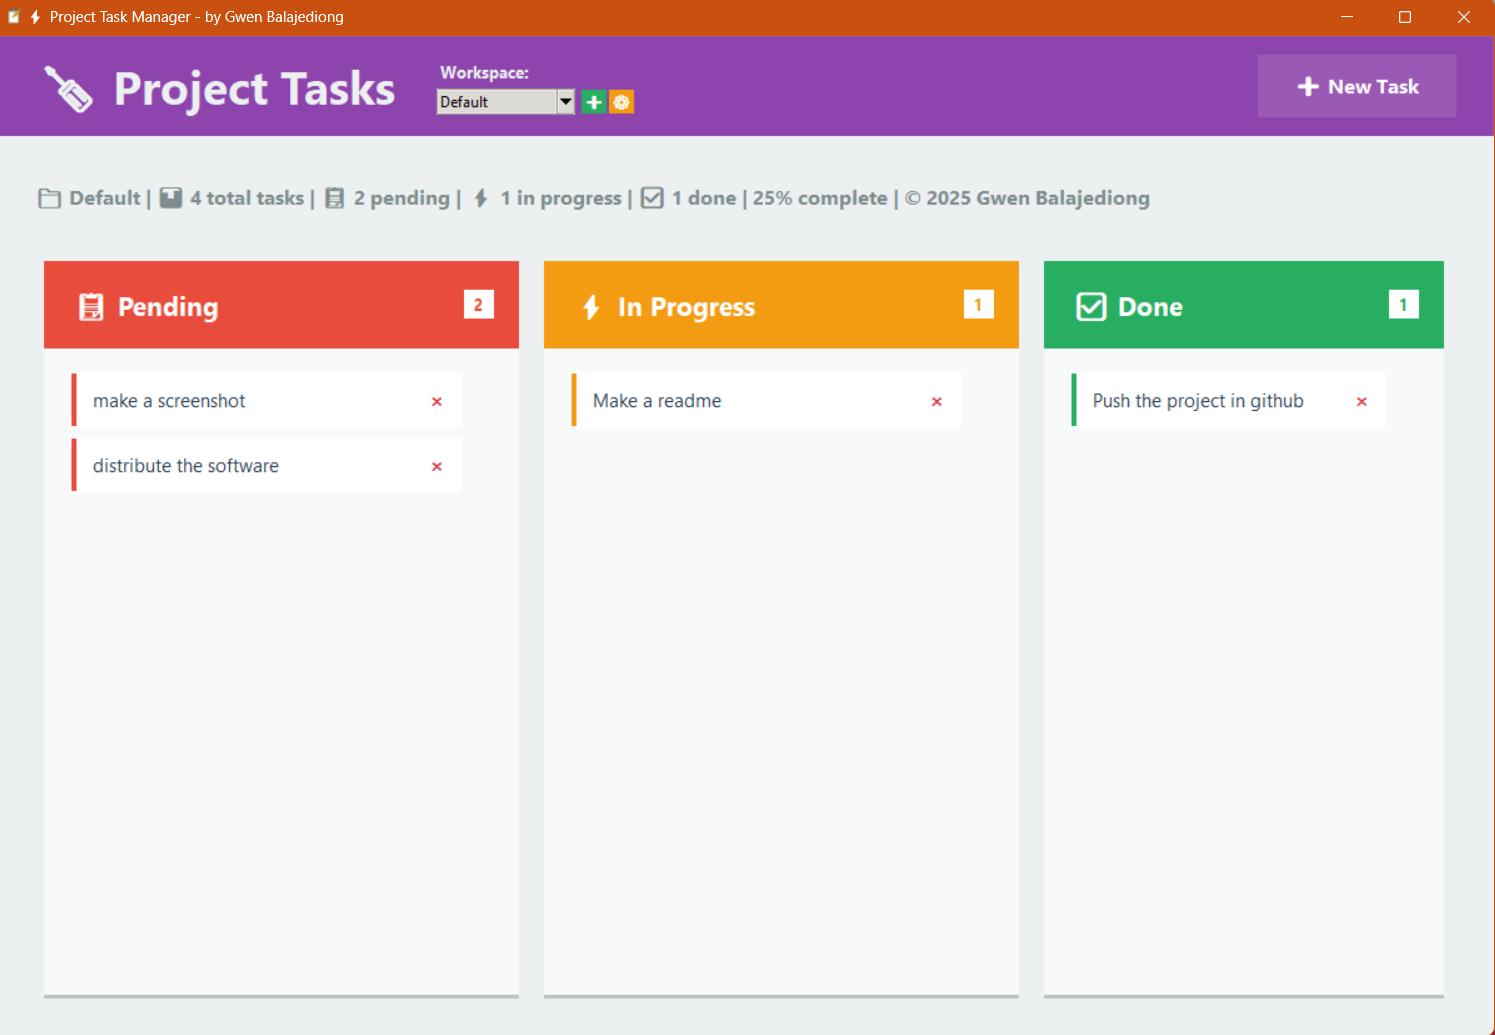 Project Task Manager - by Gwen Balajediong
Project Tasks
Workspace:
Default
New Task
Default | 4 total tasks | 2 pending | 1 in progress | 1 done | 25% complete | © 2025 Gwen Balajediong
Pending 2
make a screenshot
distribute the software
In Progress 1
Make a readme
Done 1
Push the project in github